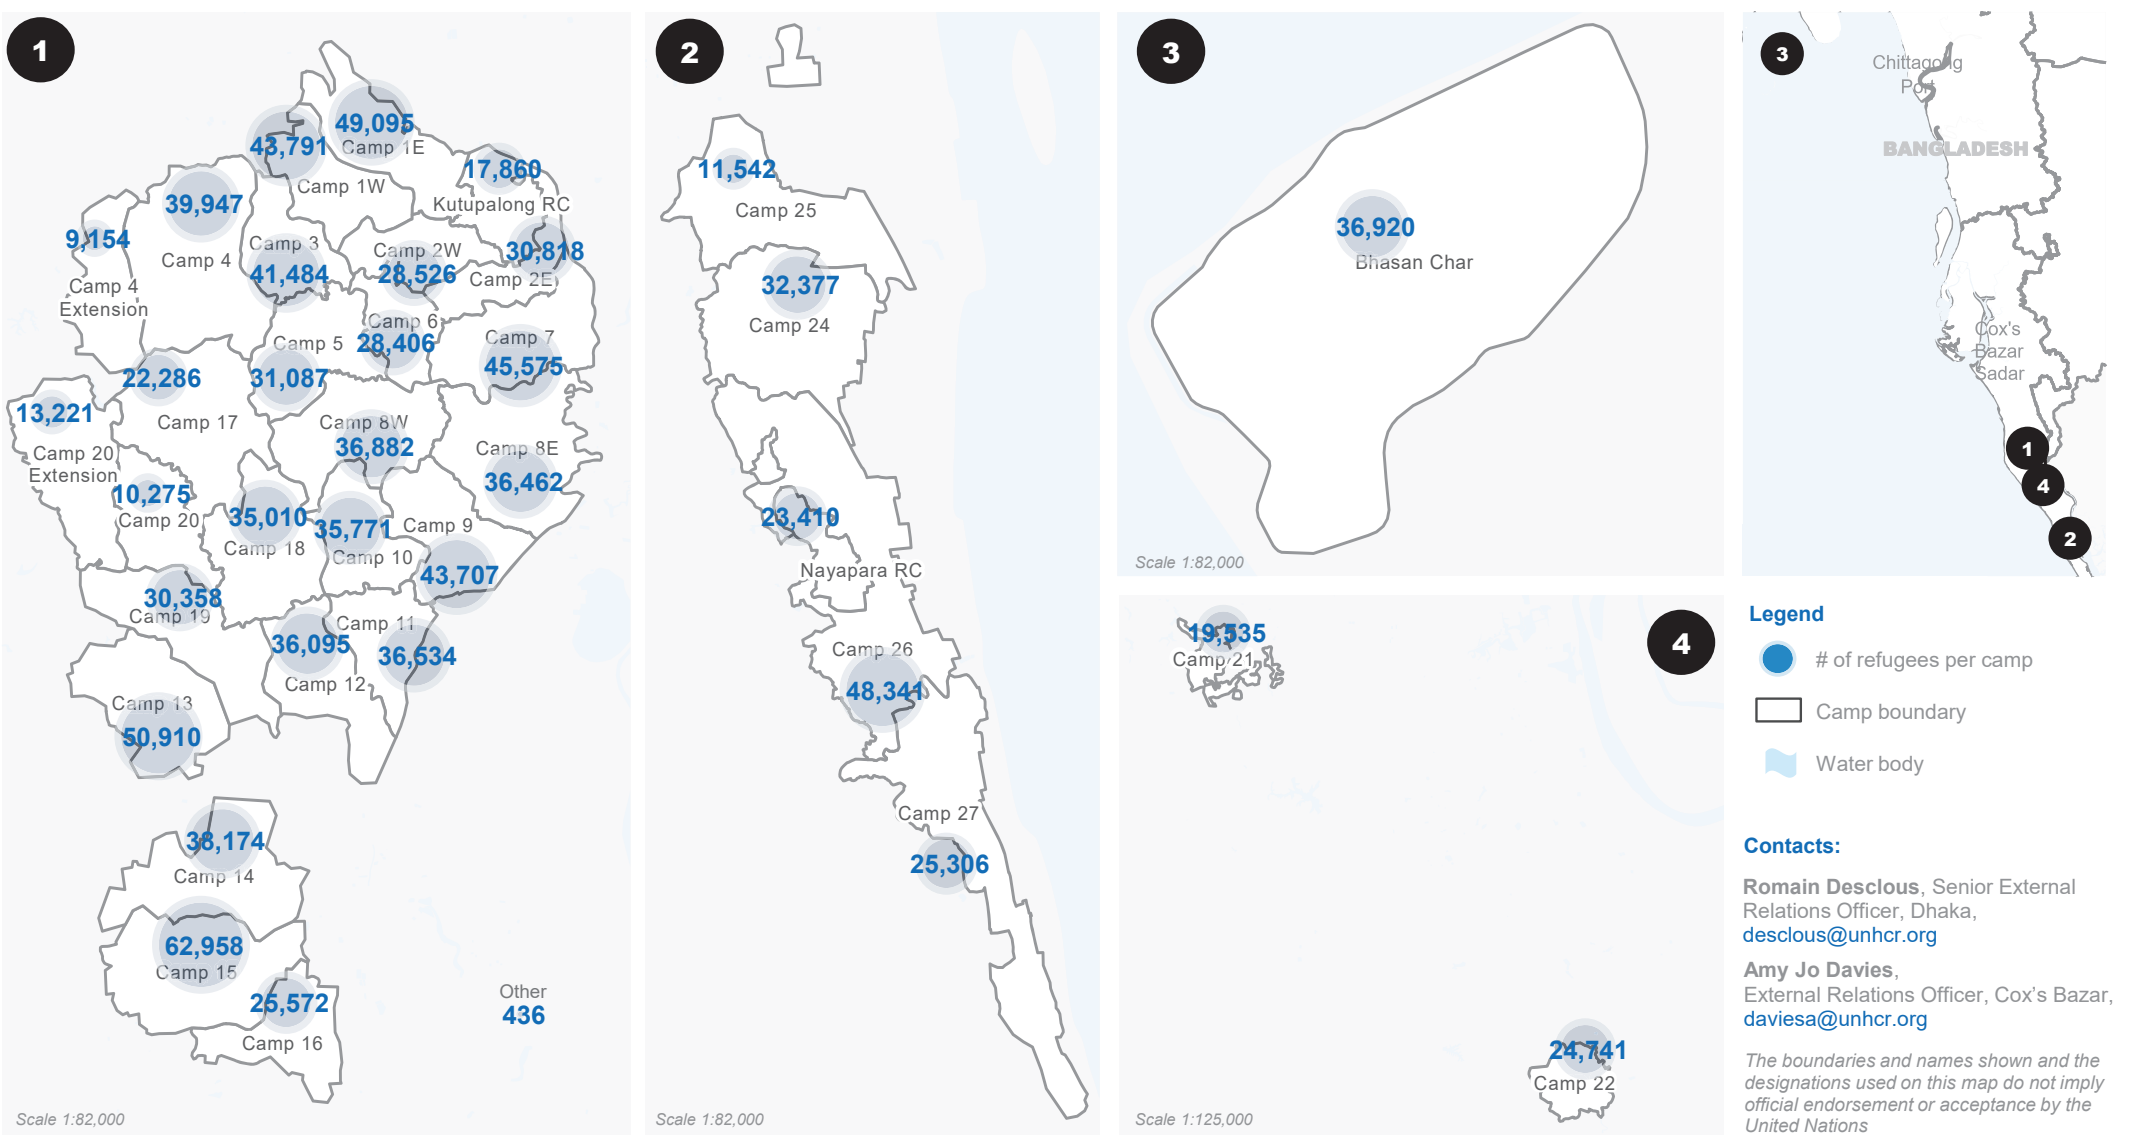 1
49,095
Camp 1E
43,791
Camp 1W
17,860
Kutupalong RC
39,947
Camp 4
9,154
Camp 4
Extension
Camp 3
41,484
Camp 2W
28,526
30,818
Camp 2E
Camp 5
31,087
Camp 6
28,406
Camp 7
45,575
22,286
Camp 17
13,221
Camp 20
Extension
Camp 8W
36,882
Camp 8E
36,462
10,275
Camp 20
35,010
Camp 18
35,771
Camp 10
Camp 9
43,707
30,358
Camp 19
36,095
Camp 12
Camp 11
36,534
Camp 13
50,910
38,174
Camp 14
62,958
Camp 15
25,572
Camp 16
Other
436
Scale 1:82,000
2
11,542
Camp 25
32,377
Camp 24
23,410
Nayapara RC
Camp 26
48,341
Camp 27
25,306
Scale 1:82,000
3
36,920
Bhasan Char
Scale 1:82,000
4
19,535
Camp 21
24,741
Camp 22
Scale 1:125,000
3
Chittagong
Port
BANGLADESH
Cox's
Bazar
Sadar
1
4
2
Legend
# of refugees per camp
Camp boundary
Water body
Contacts:
Romain Desclous, Senior External
Relations Officer, Dhaka,
desclous@unhcr.org
Amy Jo Davies,
External Relations Officer, Cox’s Bazar,
daviesa@unhcr.org
The boundaries and names shown and the
designations used on this map do not imply
official endorsement or acceptance by the
United Nations